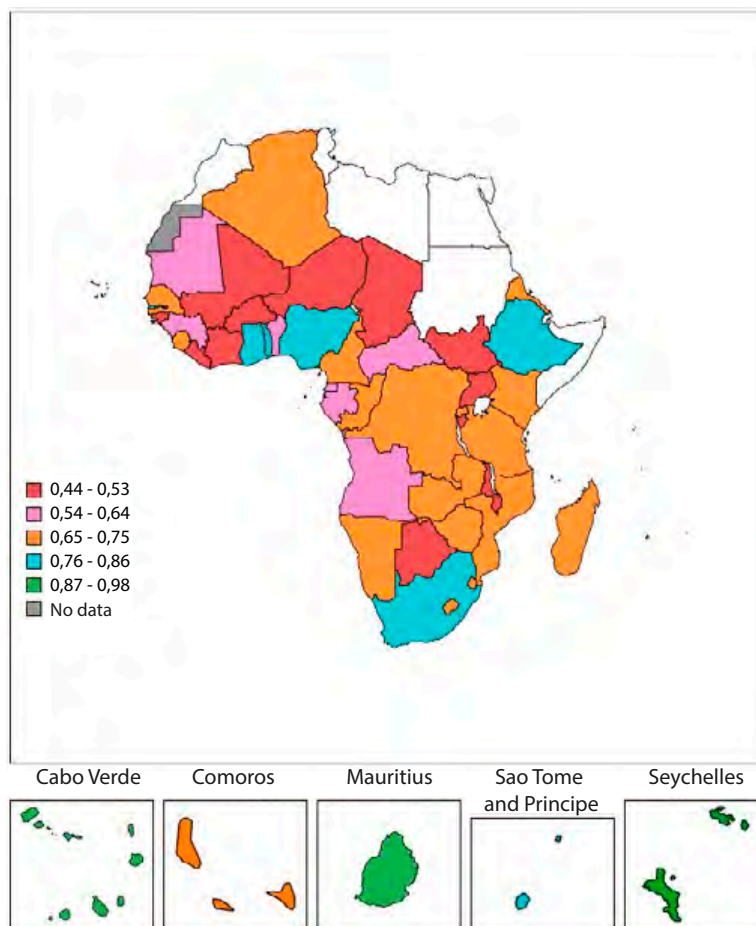 0,44 - 0,53
0,54 - 0,64
0,65 - 0,75
0,76 - 0,86
0,87 - 0,98
No data
Cabo Verde
Comoros
Mauritius
Sao Tome
and Principe
Seychelles